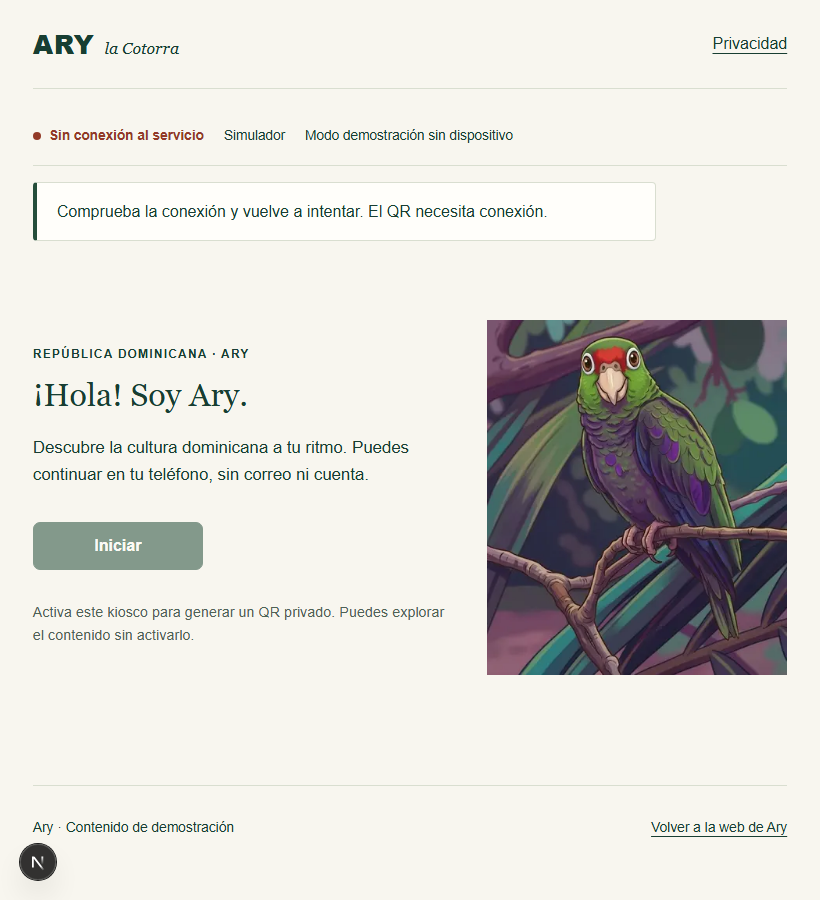 ARY la Cotorra
Privacidad
Sin conexión al servicio Simulador Modo demostración sin dispositivo
Comprueba la conexión y vuelve a intentar. El QR necesita conexión.
REPÚBLICA DOMINICANA · ARY
¡Hola! Soy Ary.
Descubre la cultura dominicana a tu ritmo. Puedes
continuar en tu teléfono, sin correo ni cuenta.
Iniciar
Activa este kiosco para generar un QR privado. Puedes explorar
el contenido sin activarlo.
Ary · Contenido de demostración
Volver a la web de Ary
N